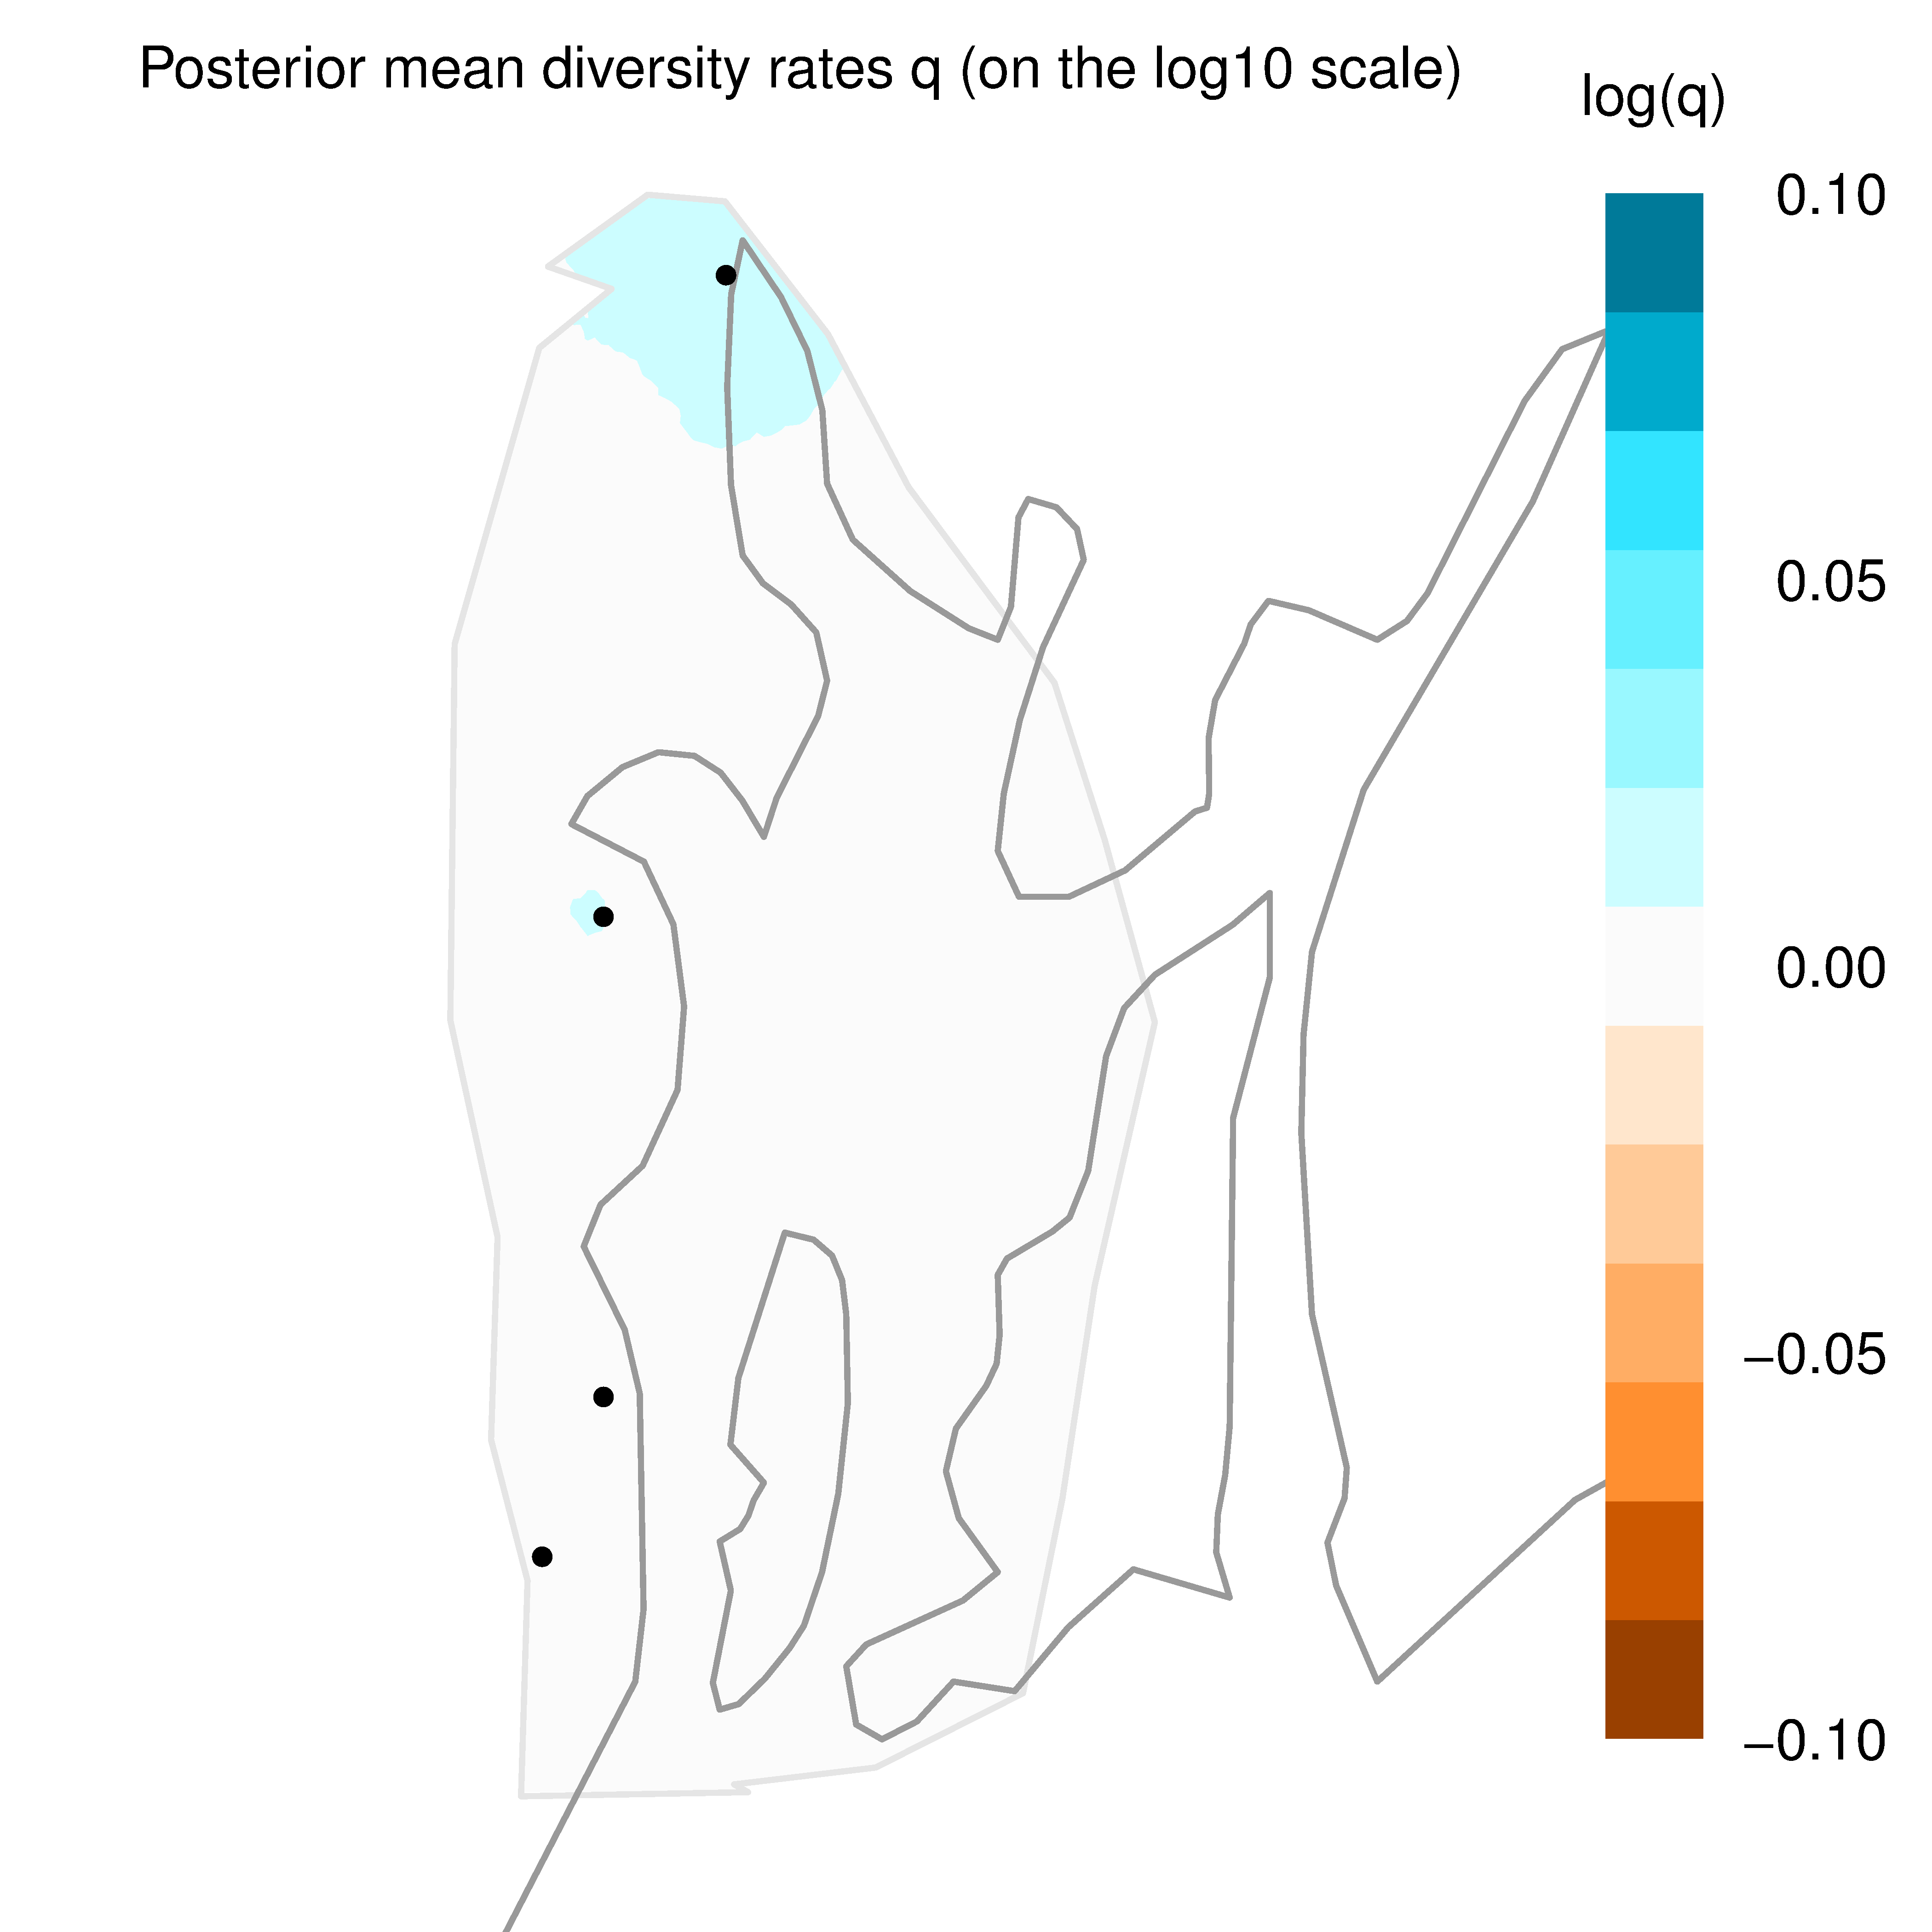 Posterior mean diversity rates q (on the log10 scale)
log(q)
0.10
0.05
0.00
−0.05
−0.10